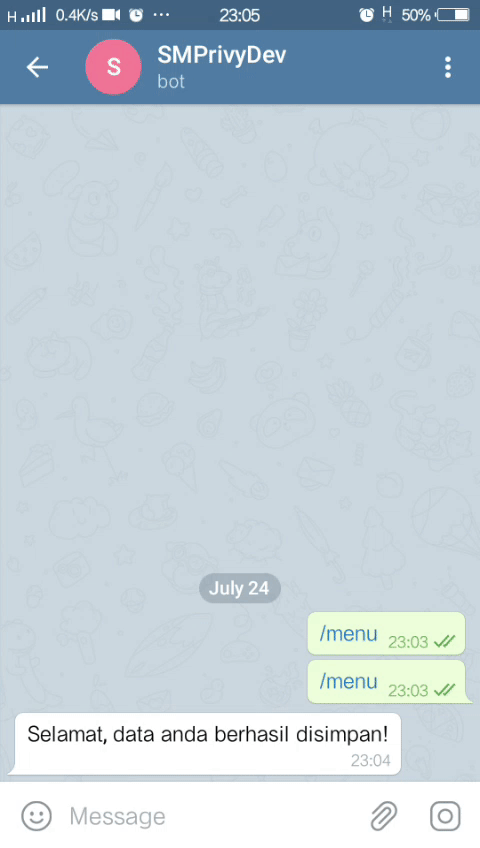 H 0.4K/s ... 23:05 H 50%
S
SMPrivyDev
bot
July 24
/menu 23:03
/menu 23:03
Selamat, data anda berhasil disimpan!
23:04
Message